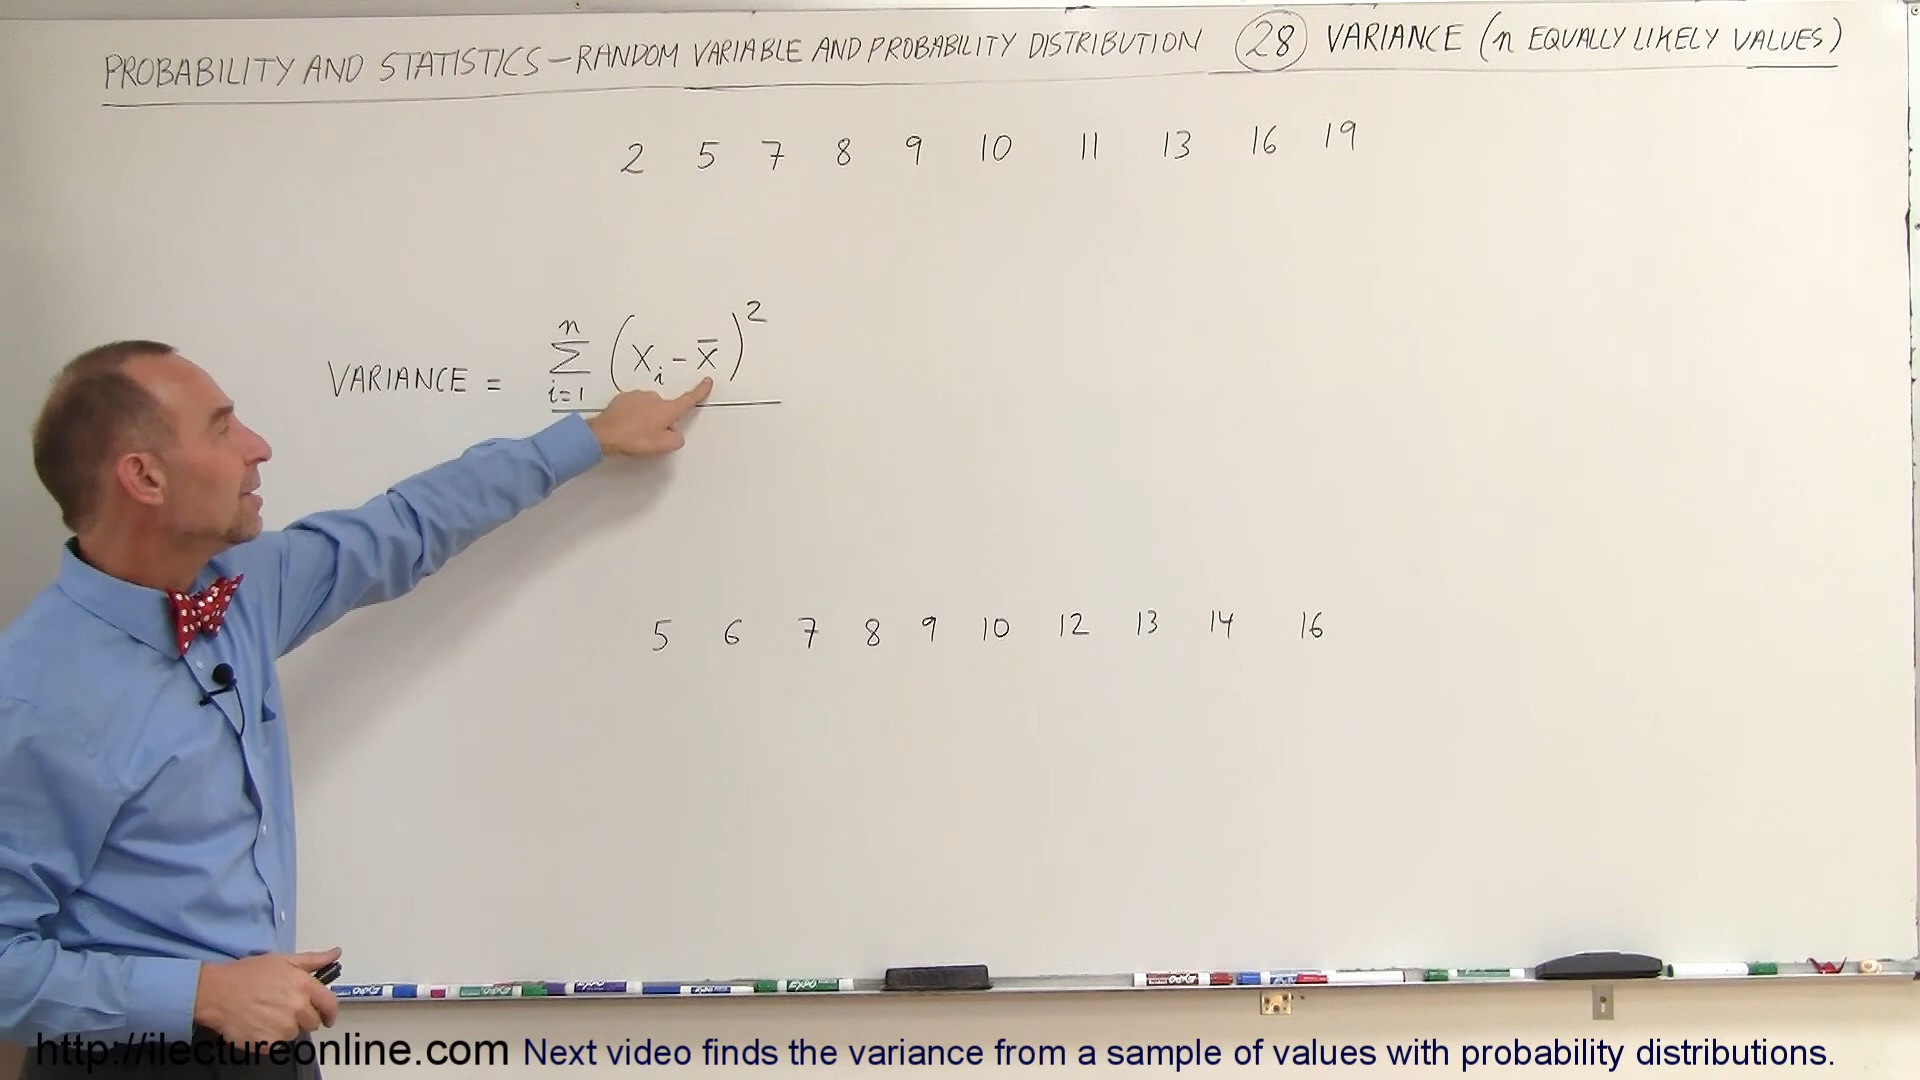 PROBABILITY AND STATISTICS – RANDOM VARIABLE AND PROBABILITY DISTRIBUTION 28 VARIANCE (n EQUALLY LIKELY VALUES)
2 5 7 8 9 10 11 13 16 19
VARIANCE = n Σ i=1 (xᵢ - x̄)²
5 6 7 8 9 10 12 13 14 16
EXPO EXPO
http://ilectureonline.com Next video finds the variance from a sample of values with probability distributions.